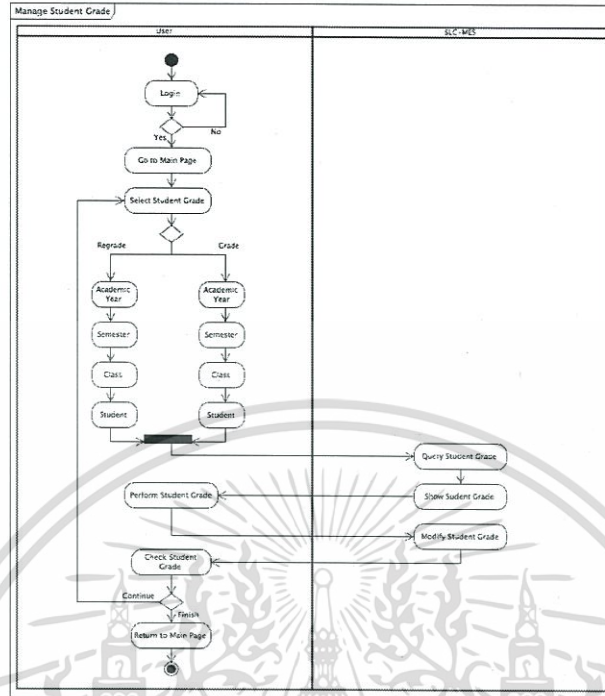 Manage Student Grade
User
SLC-MES
Login
Yes
No
Go to Main Page
Select Student Grade
Regrade
Grade
Academic
Year
Academic
Year
Semester
Semester
Class
Class
Student
Student
Query Student Grade
Perform Student Grade
Show Sudent Grade
Modify Student Grade
Check Student
Grade
Continue
Finish
Return to Main Page